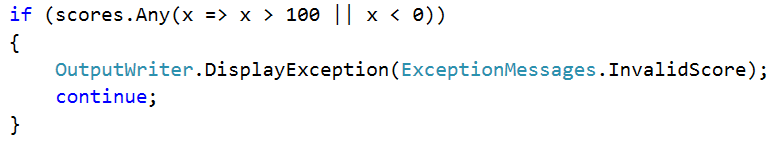 if (scores.Any(x => x > 100 || x < 0))
{
    OutputWriter.DisplayException(ExceptionMessages.InvalidScore);
    continue;
}